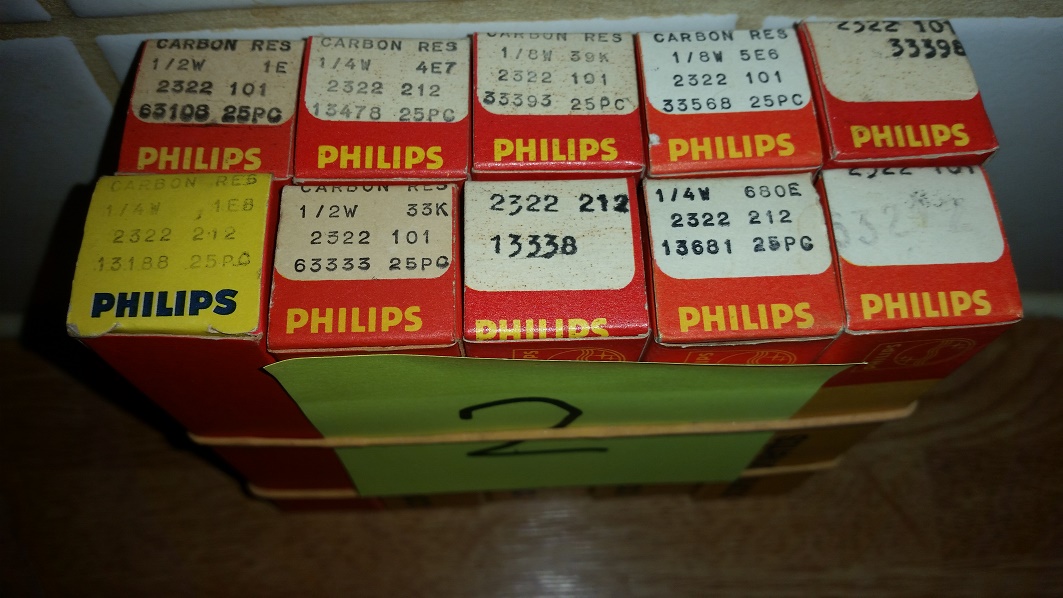 CARBON RES
1/2W 1E
2322 101
63108 25PC
PHILIPS
CARBON RES
1/4W 4E7
2322 212
13478 25PC
PHILIPS
CARBON RES
1/8W 39K
2322 101
33393 25PC
PHILIPS
CARBON RES
1/8W 5E6
2322 101
33568 25PC
PHILIPS
2322 101
33398
PHILIPS
CARBON RES
1/4W 1E8
2322 212
13188 25PC
PHILIPS
CARBON RES
1/2W 33K
2322 101
63333 25PC
PHILIPS
2322 212
13338
PHILIPS
1/4W 680E
2322 212
13681 25PC
PHILIPS
2322 101
PHILIPS
2